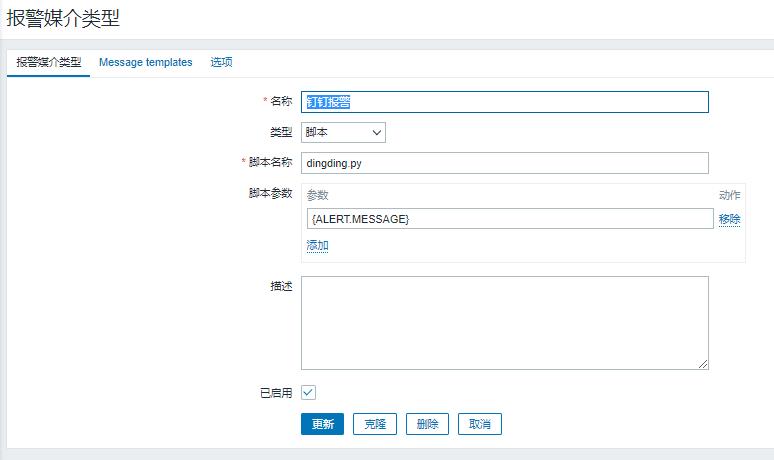 报警媒介类型
报警媒介类型 Message templates 选项
* 名称 钉钉报警
类型 脚本
* 脚本名称 dingding.py
脚本参数 参数 动作
{ALERT.MESSAGE} 移除
添加
描述
已启用
更新 克隆 删除 取消